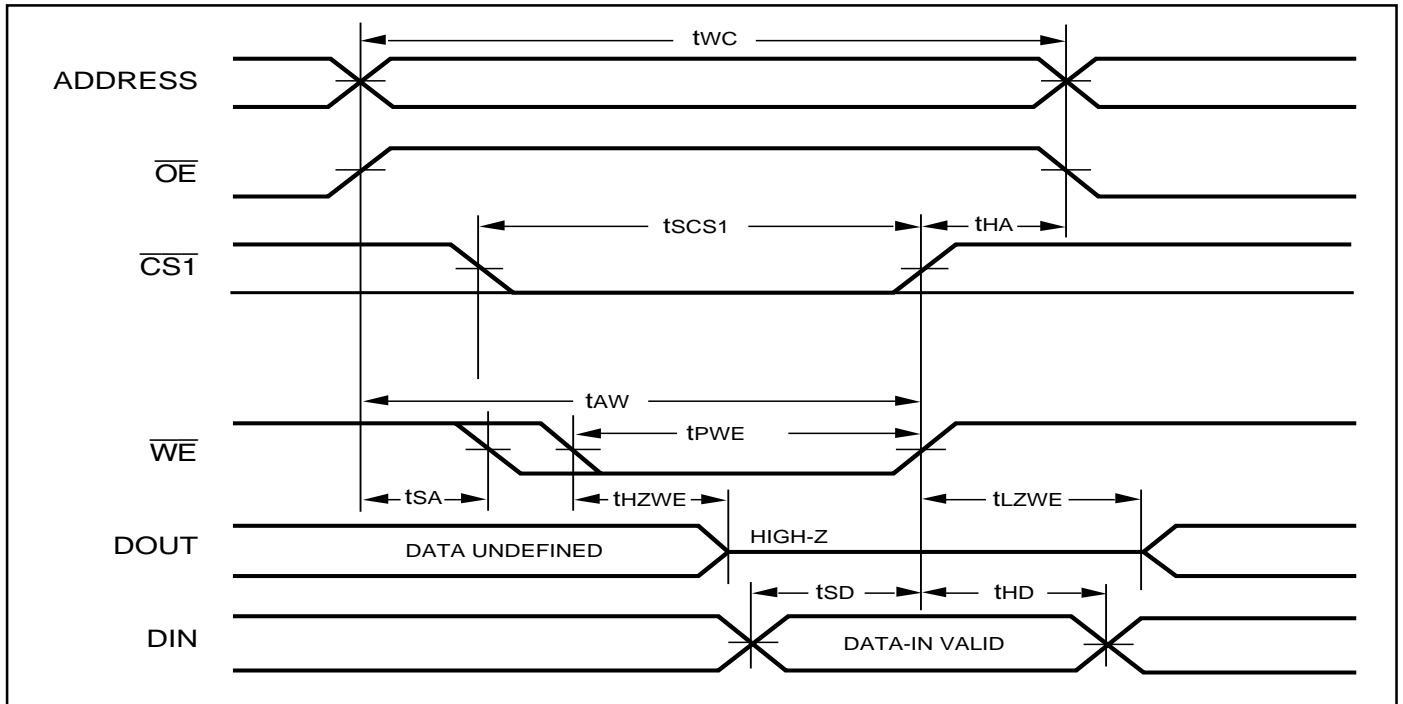 tWC
ADDRESS
OE
tSCS1
tHA
CS1
tAW
tPWE
WE
tSA
tHZWE
tLZWE
DOUT
DATA UNDEFINED
HIGH-Z
tSD
tHD
DIN
DATA-IN VALID